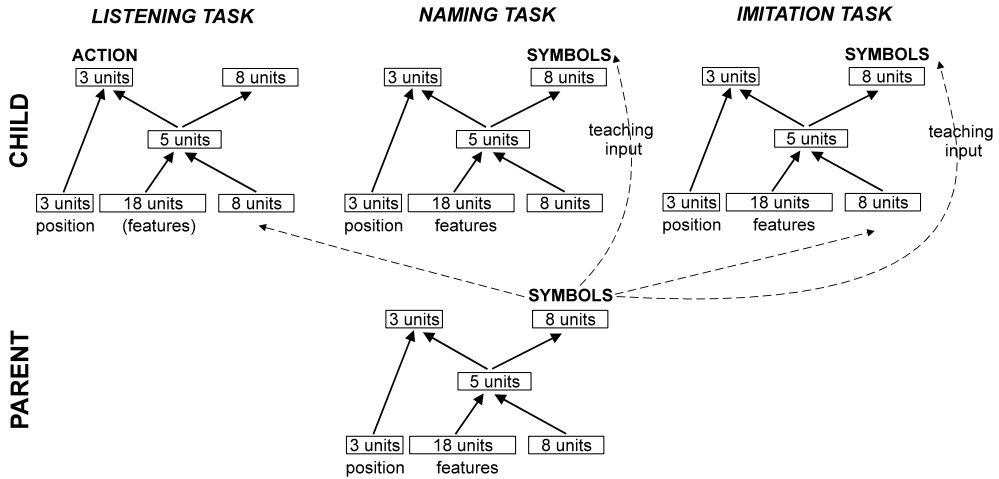 LISTENING TASK
NAMING TASK
IMITATION TASK
CHILD
ACTION
3 units
8 units
5 units
3 units
18 units
8 units
position
(features)
SYMBOLS
3 units
8 units
teaching
input
5 units
3 units
18 units
8 units
position
features
SYMBOLS
3 units
8 units
teaching
input
5 units
3 units
18 units
8 units
position
features
PARENT
SYMBOLS
3 units
8 units
5 units
3 units
18 units
8 units
position
features